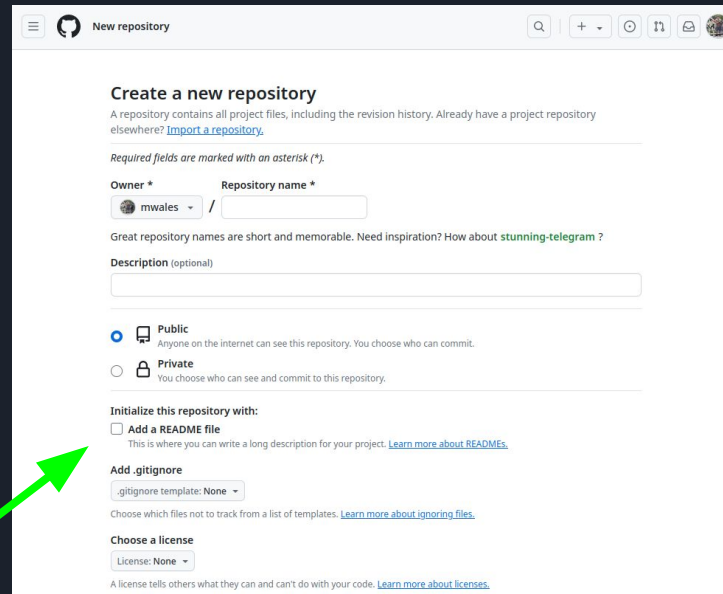 New repository
Create a new repository
A repository contains all project files, including the revision history. Already have a project repository
elsewhere? Import a repository.
Required fields are marked with an asterisk (*).
Owner * Repository name *
mwales /
Great repository names are short and memorable. Need inspiration? How about stunning-telegram ?
Description (optional)
Public
Anyone on the internet can see this repository. You choose who can commit.
Private
You choose who can see and commit to this repository.
Initialize this repository with:
Add a README file
This is where you can write a long description for your project. Learn more about READMEs.
Add .gitignore
.gitignore template: None
Choose which files not to track from a list of templates. Learn more about ignoring files.
Choose a license
License: None
A license tells others what they can and can't do with your code. Learn more about licenses.